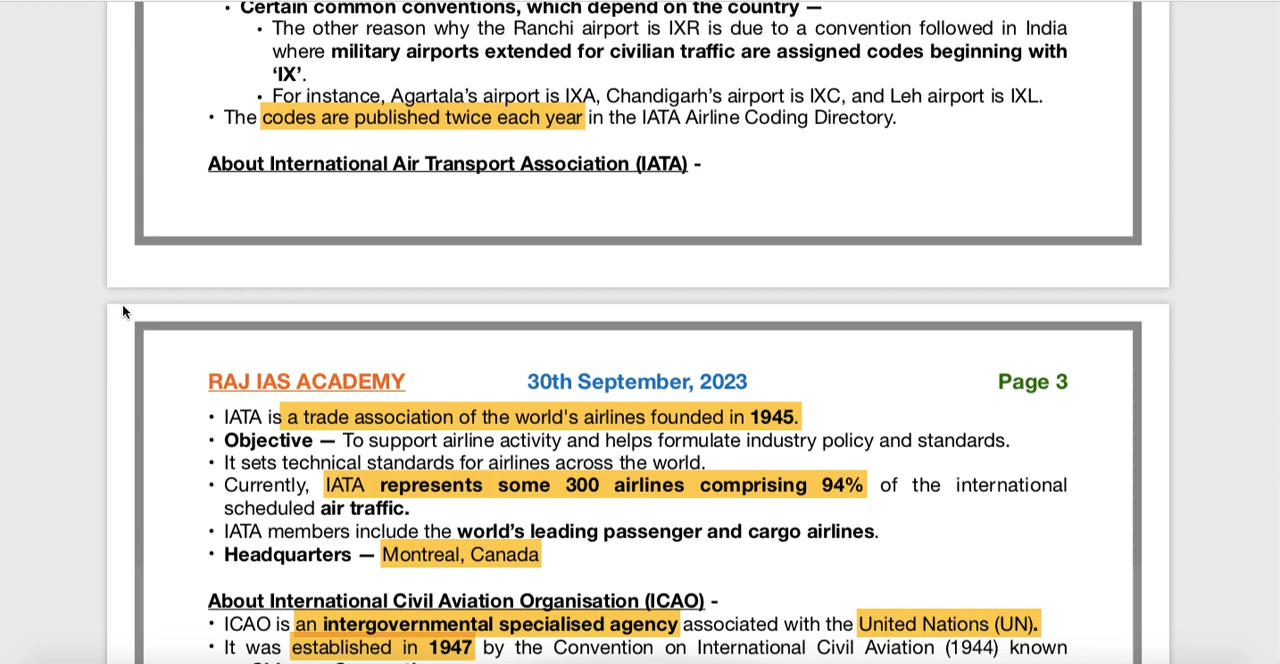 • Certain common conventions, which depend on the country —
• The other reason why the Ranchi airport is IXR is due to a convention followed in India
where military airports extended for civilian traffic are assigned codes beginning with
‘IX’.
• For instance, Agartala’s airport is IXA, Chandigarh’s airport is IXC, and Leh airport is IXL.
• The codes are published twice each year in the IATA Airline Coding Directory.
About International Air Transport Association (IATA) -
RAJ IAS ACADEMY 30th September, 2023 Page 3
• IATA is a trade association of the world's airlines founded in 1945.
• Objective — To support airline activity and helps formulate industry policy and standards.
• It sets technical standards for airlines across the world.
• Currently, IATA represents some 300 airlines comprising 94% of the international
scheduled air traffic.
• IATA members include the world’s leading passenger and cargo airlines.
• Headquarters — Montreal, Canada
About International Civil Aviation Organisation (ICAO) -
• ICAO is an intergovernmental specialised agency associated with the United Nations (UN).
• It was established in 1947 by the Convention on International Civil Aviation (1944) known